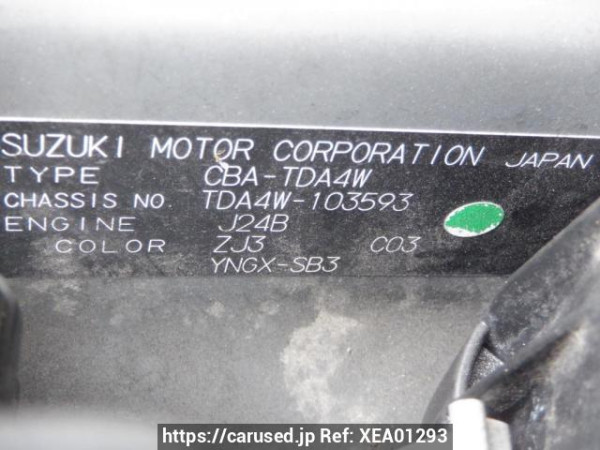 SUZUKI MOTOR CORPORATION JAPAN
TYPE CBA-TDA4W
CHASSIS NO. TDA4W-103593
ENGINE J24B
COLOR ZJ3 C03
YNGX-SB3
https://carused.jp Ref: XEA01293